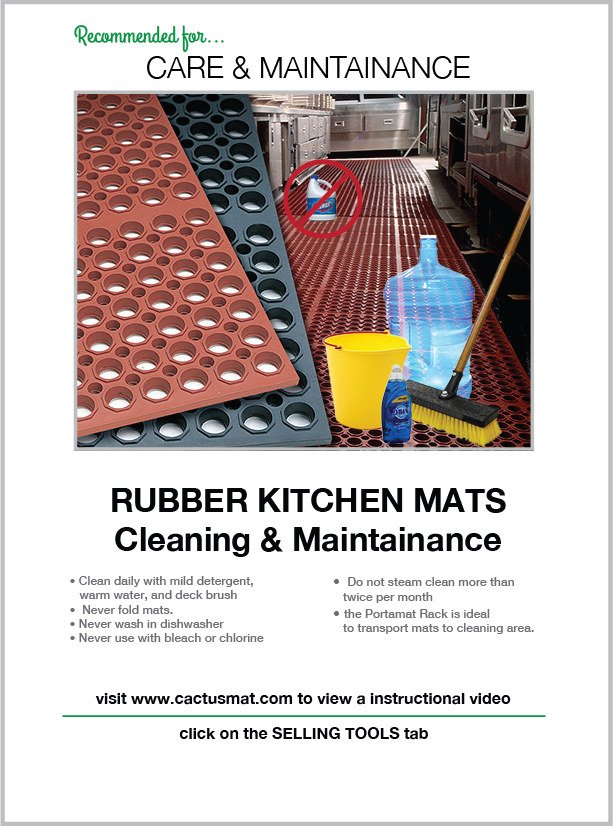 Recommended for...
CARE & MAINTAINANCE
DAWN
RUBBER KITCHEN MATS
Cleaning & Maintainance
• Clean daily with mild detergent,
warm water, and deck brush
• Never fold mats.
• Never wash in dishwasher
• Never use with bleach or chlorine
• Do not steam clean more than
twice per month
• the Portamat Rack is ideal
to transport mats to cleaning area.
visit www.cactusmat.com to view a instructional video
click on the SELLING TOOLS tab